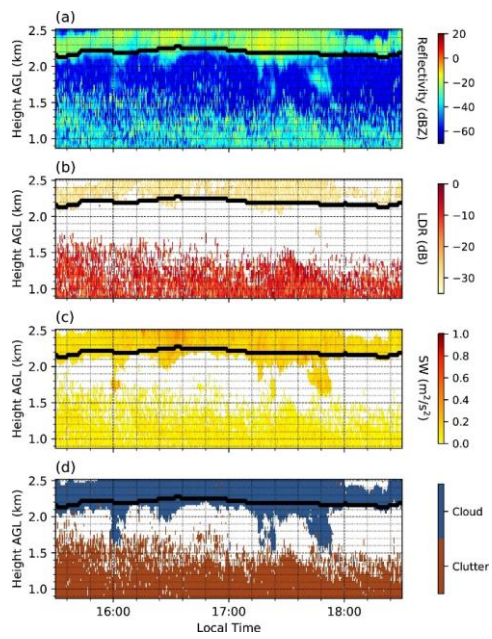 (a)
2.5
2.0
1.5
1.0
Height AGL (km)
20
0
−20
−40
−60
Reflectivity (dBZ)
(b)
2.5
2.0
1.5
1.0
Height AGL (km)
0
−10
−20
−30
LDR (dB)
(c)
2.5
2.0
1.5
1.0
Height AGL (km)
1.0
0.8
0.6
0.4
0.2
0.0
SW (m²/s²)
(d)
2.5
2.0
1.5
1.0
Height AGL (km)
Cloud
Clutter
16:00 17:00 18:00
Local Time